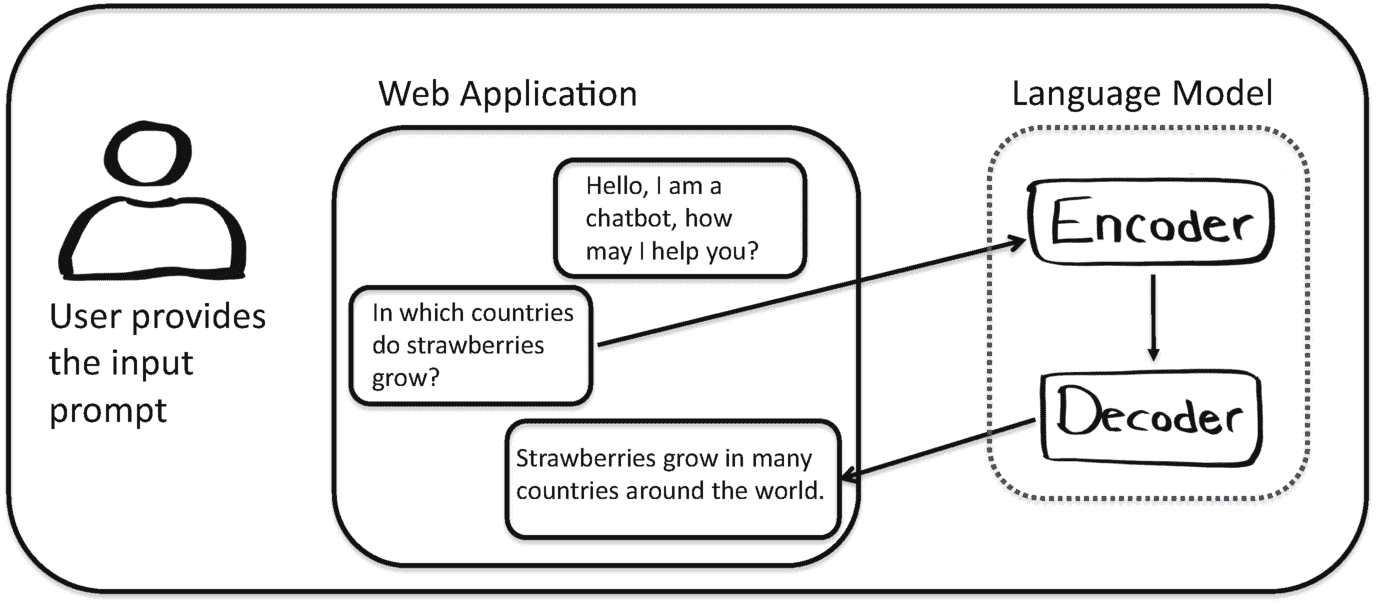 Web Application
Language Model
Hello, I am a
chatbot, how
may I help you?
Encoder
In which countries
do strawberries
grow?
User provides
the input
prompt
Decoder
Strawberries grow in many
countries around the world.